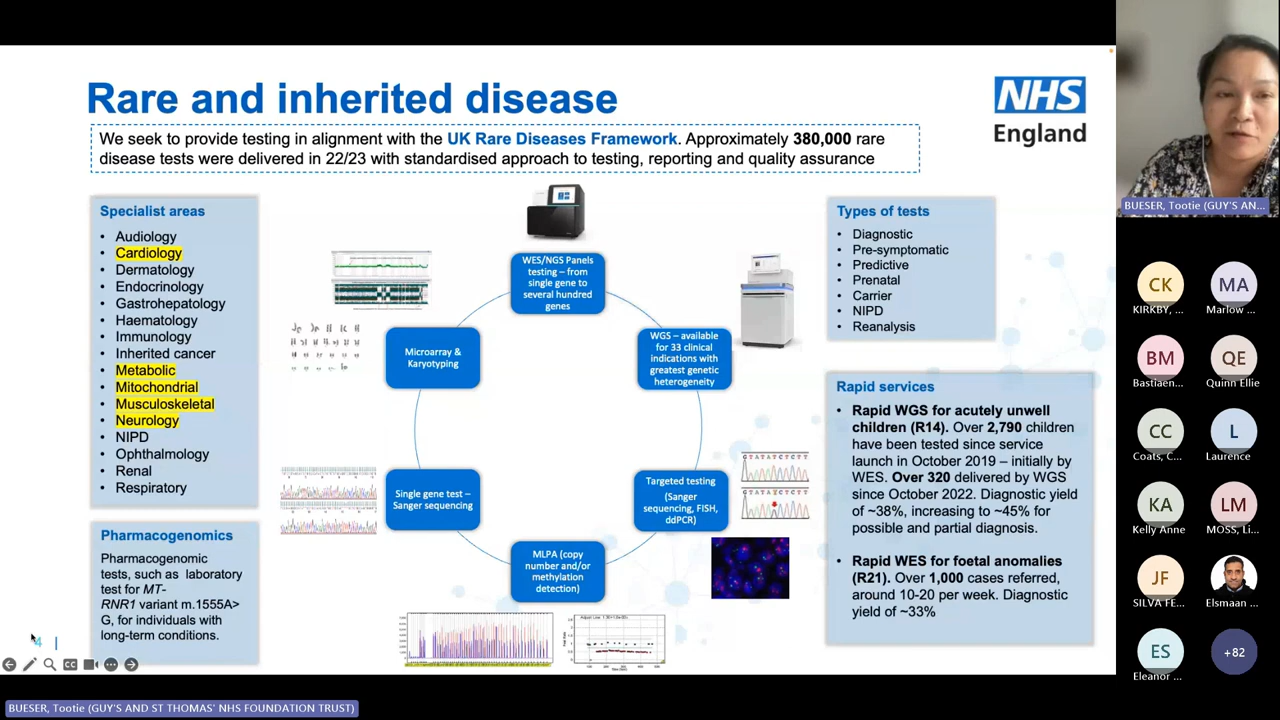 Rare and inherited disease
NHS
England
We seek to provide testing in alignment with the UK Rare Diseases Framework. Approximately 380,000 rare
disease tests were delivered in 22/23 with standardised approach to testing, reporting and quality assurance
Specialist areas
• Audiology
• Cardiology
• Dermatology
• Endocrinology
• Gastrohepatology
• Haematology
• Immunology
• Inherited cancer
• Metabolic
• Mitochondrial
• Musculoskeletal
• Neurology
• NIPD
• Ophthalmology
• Renal
• Respiratory
Pharmacogenomics
Pharmacogenomic
tests, such as laboratory
test for MT-
RNR1 variant m.1555A>
G, for individuals with
long-term conditions.
WES/NGS Panels
testing – from
single gene to
several hundred
genes
WGS – available
for 33 clinical
indications with
greatest genetic
heterogeneity
Targeted testing
(Sanger
sequencing, FISH,
ddPCR)
MLPA (copy
number and/or
methylation
detection)
Single gene test –
Sanger sequencing
Microarray &
Karyotyping
GTATATCTCTT
Types of tests
• Diagnostic
• Pre-symptomatic
• Predictive
• Prenatal
• Carrier
• NIPD
• Reanalysis
Rapid services
• Rapid WGS for acutely unwell
children (R14). Over 2,790 children
have been tested since service
launch in October 2019 – initially by
WES. Over 320 delivered by WGS
since October 2022. Diagnostic yield
of ~38%, increasing to ~45% for
possible and partial diagnosis.
• Rapid WES for foetal anomalies
(R21). Over 1,000 cases referred,
around 10-20 per week. Diagnostic
yield of ~33%
4
CC
BUESER, Tootie (GUY'S AND ST THOMAS' NHS FOUNDATION TRUST)
BUESER, Tootie (GUY'S AN...
CK
KIRKBY, ...
MA
Marlow ...
BM
Bastiaen...
QE
Quinn Ellie
CC
Coats, C...
L
Laurence
KA
Kelly Anne
LM
MOSS, Li...
JF
SILVA FE...
Elsmaan ...
ES
Eleanor ...
+82